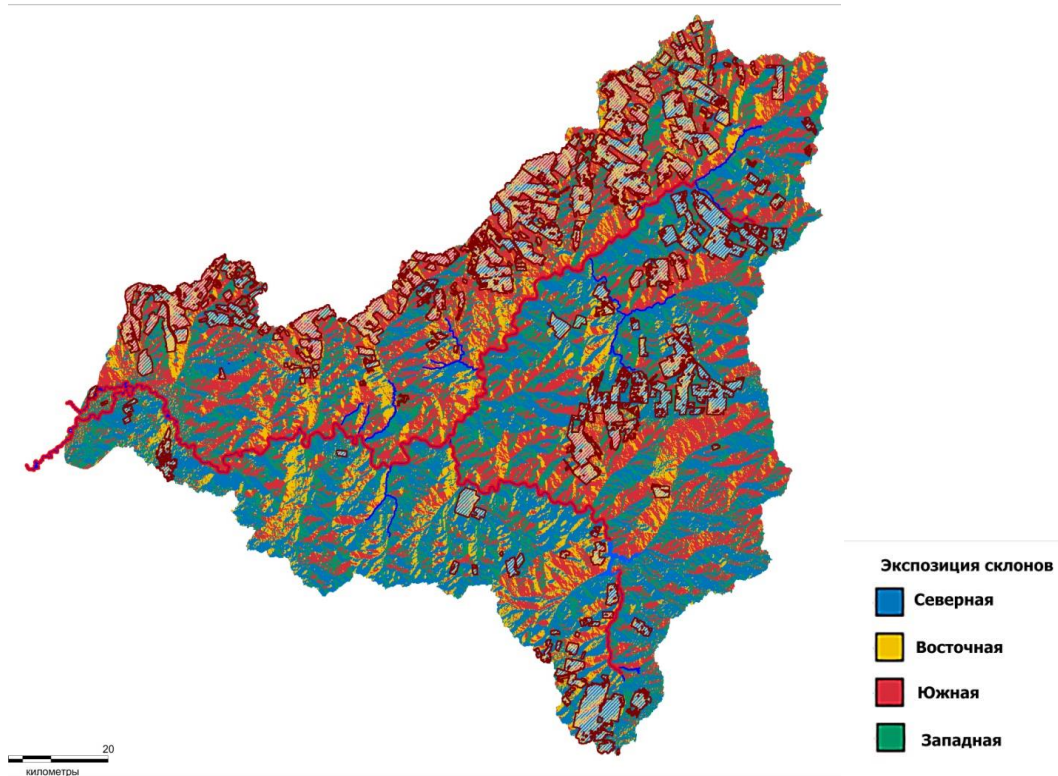 Экспозиция склонов
Северная
Восточная
Южная
Западная
20
километры